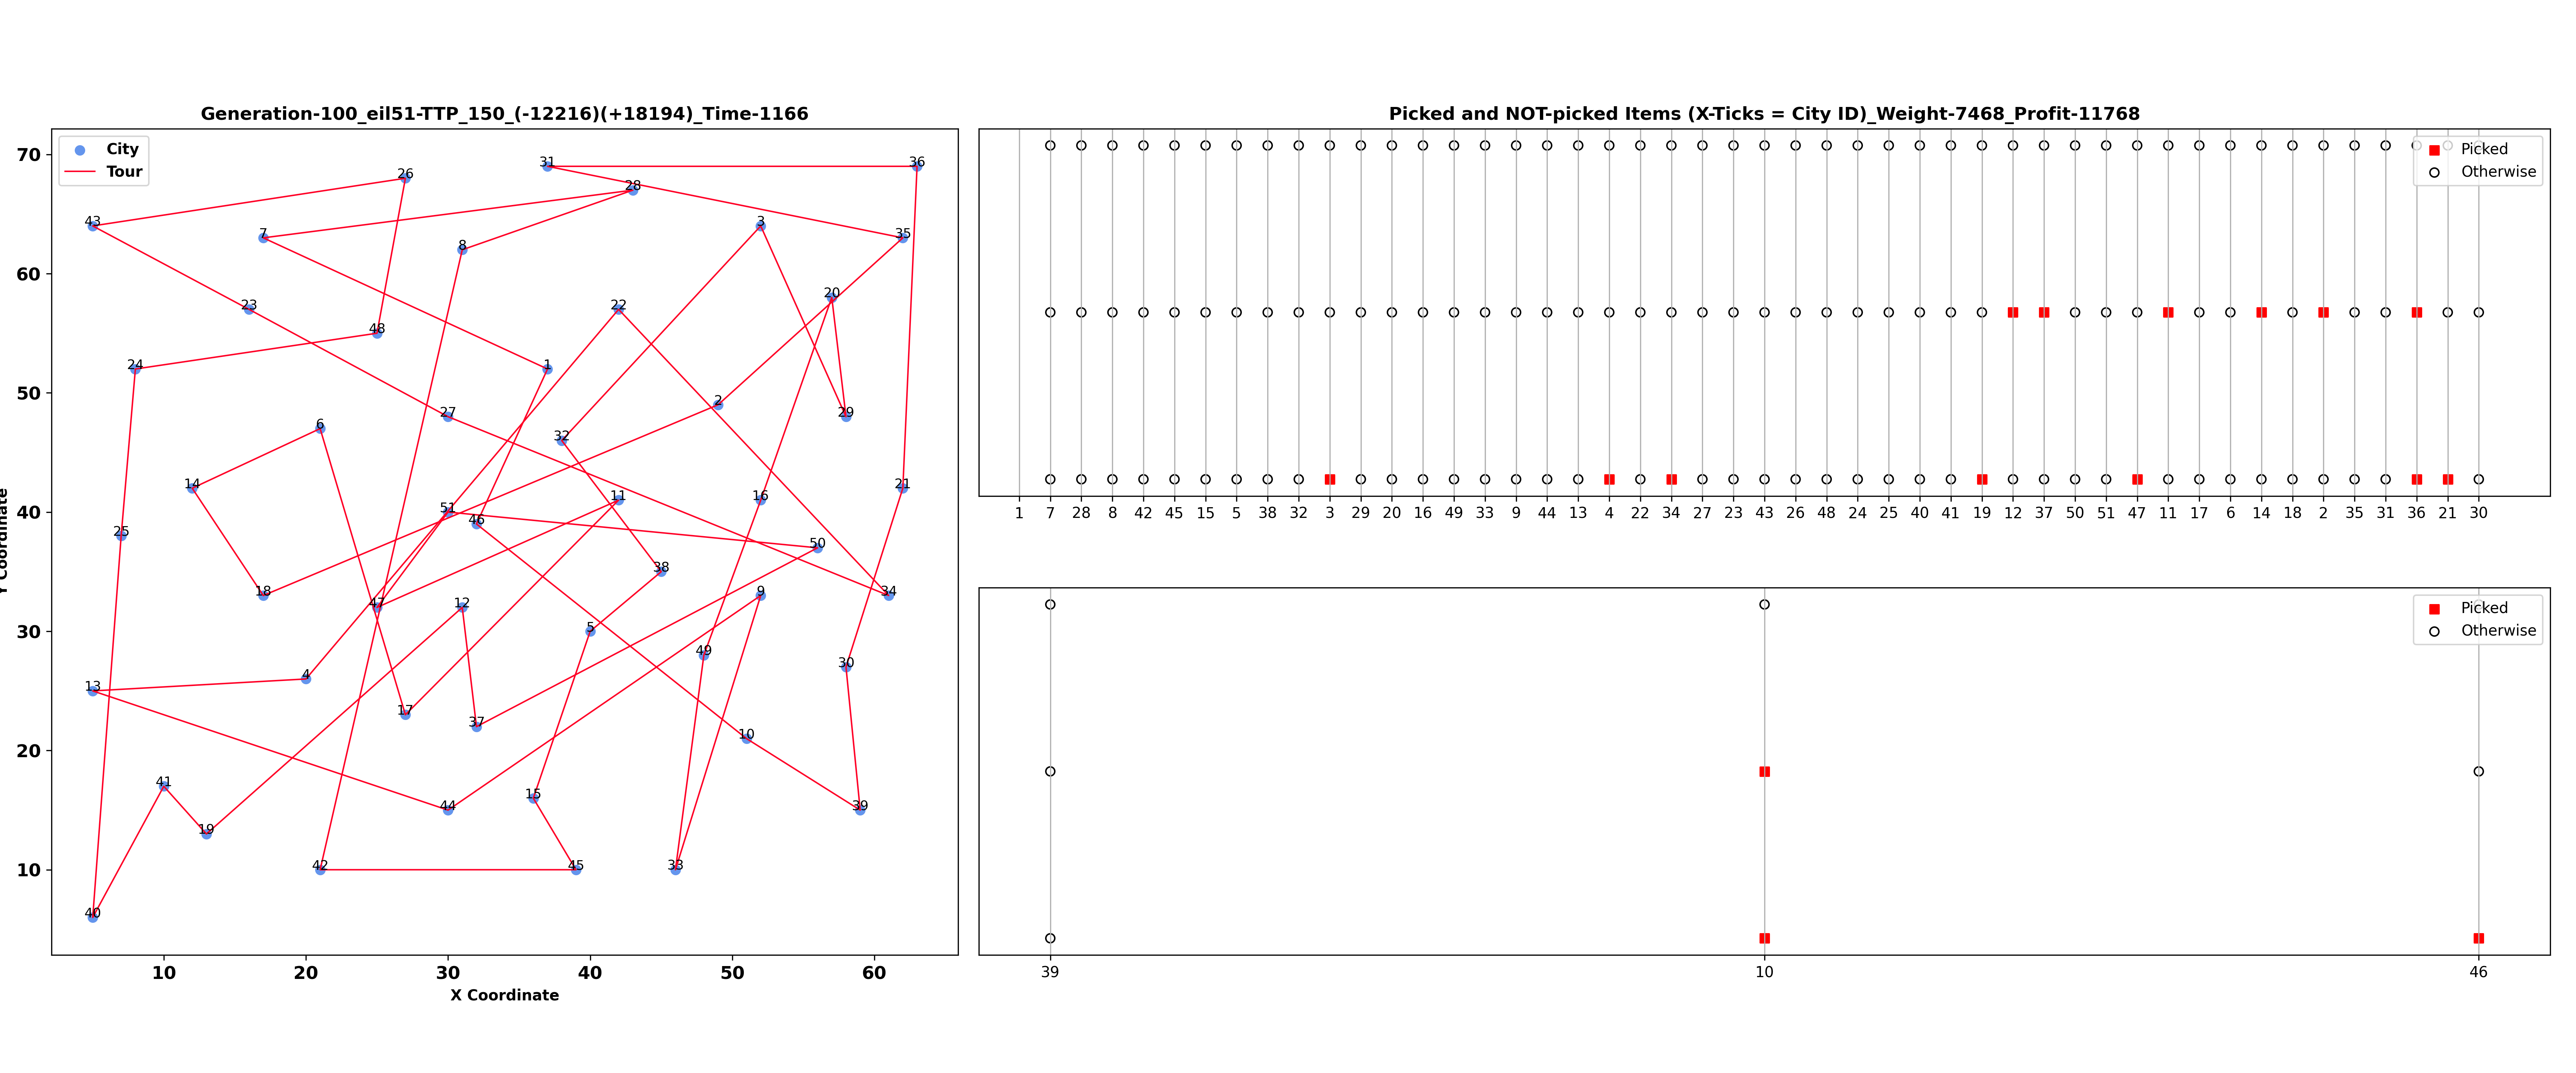 Generation-100_eil51-TTP_150_(-12216)(+18194)_Time-1166
City
Tour
70
60
50
40
30
20
10
Y Coordinate
31 36
26 28
43 7 8 3 35
23 22 20
48
24 1
6 27 2 29
32
14 51 46 11 16 21
25 50
38
18 47 12 9 34
5
49 30
13 4
17 37 10
41 15
19 44 39
42 45 33
40
10 20 30 40 50 60
X Coordinate
Picked and NOT-picked Items (X-Ticks = City ID)_Weight-7468_Profit-11768
Picked
Otherwise
1 7 28 8 42 45 15 5 38 32 3 29 20 16 49 33 9 44 13 4 22 34 27 23 43 26 48 24 25 40 41 19 12 37 50 51 47 11 17 6 14 18 2 35 31 36 21 30
Picked
Otherwise
39 10 46